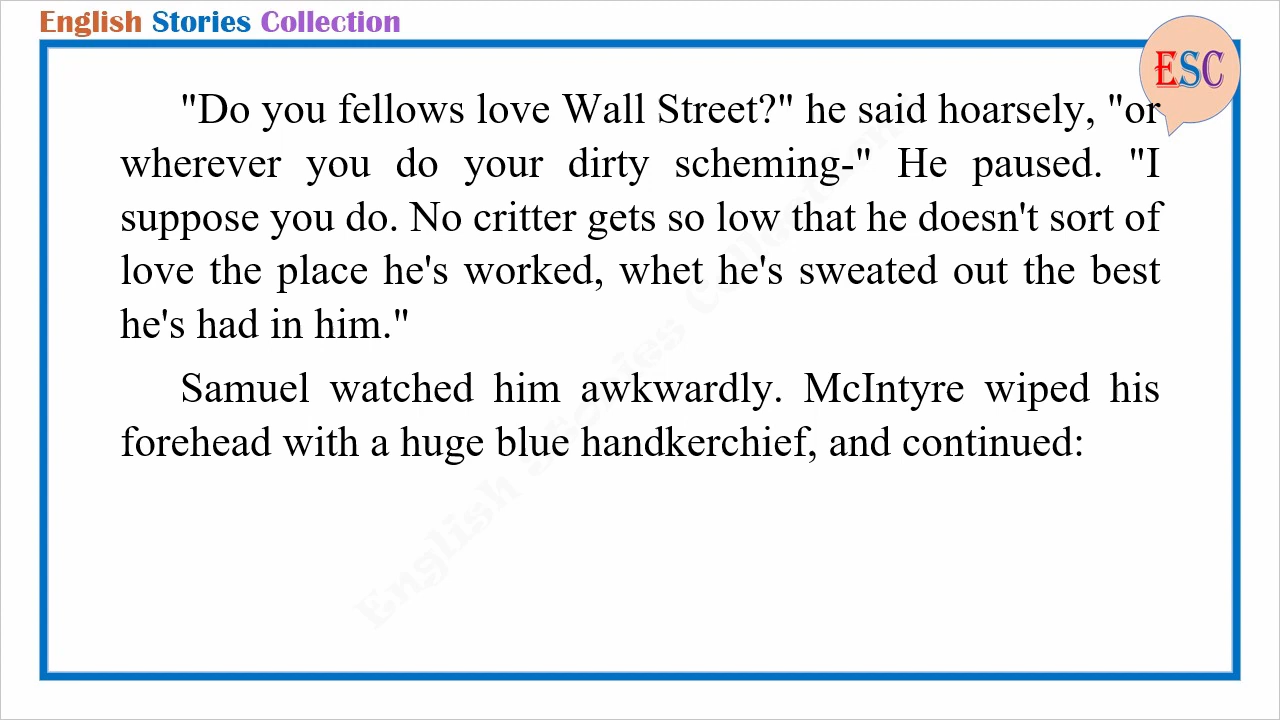 English Stories Collection
ESC
"Do you fellows love Wall Street?" he said hoarsely, "or
wherever you do your dirty scheming-" He paused. "I
suppose you do. No critter gets so low that he doesn't sort of
love the place he's worked, whet he's sweated out the best
he's had in him."
Samuel watched him awkwardly. McIntyre wiped his
forehead with a huge blue handkerchief, and continued:
English Stories Collection